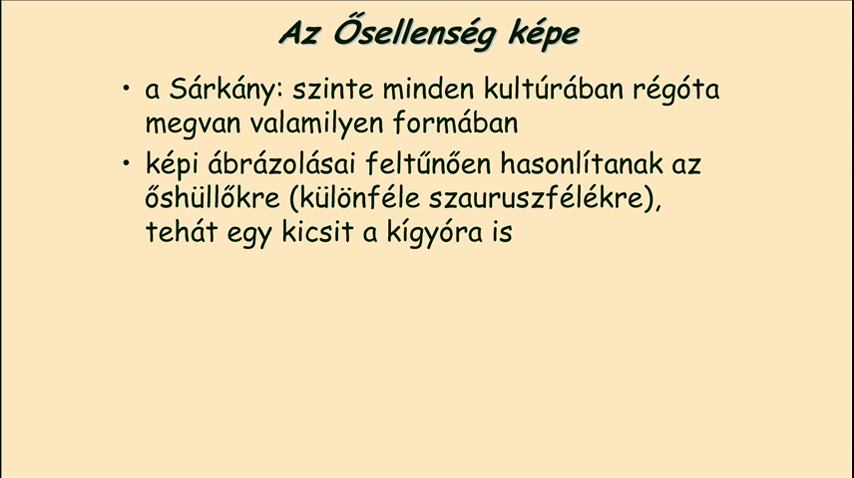 Az Ősellenség képe
• a Sárkány: szinte minden kultúrában régóta
megvan valamilyen formában
• képi ábrázolásai feltűnően hasonlítanak az
őshüllőkre (különféle szauruszfélékre),
tehát egy kicsit a kígyóra is